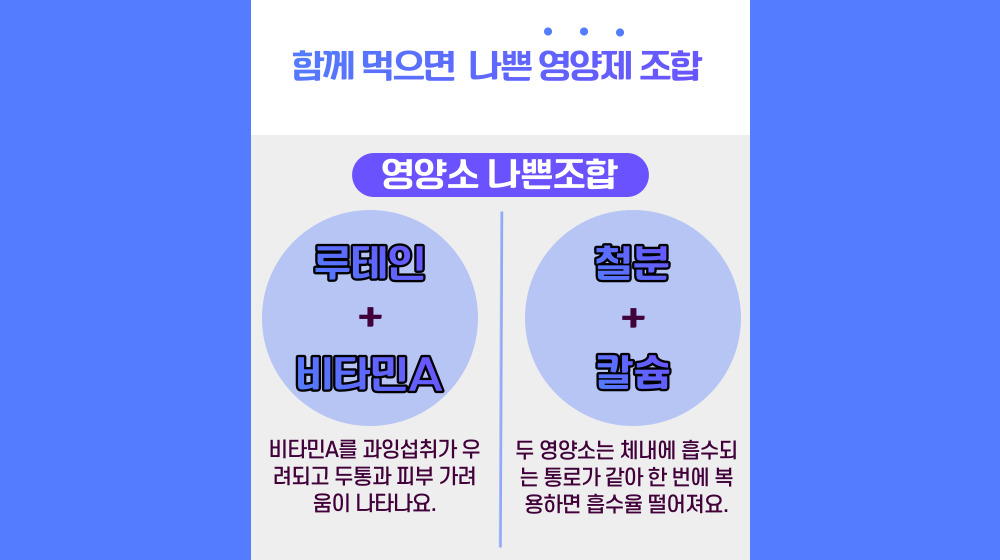 함께 먹으면 나쁜 영양제 조합
영양소 나쁜조합
루테인
+
비타민A
비타민A를 과잉섭취가 우
려되고 두통과 피부 가려
움이 나타나요.
철분
+
칼슘
두 영양소는 체내에 흡수되
는 통로가 같아 한 번에 복
용하면 흡수율 떨어져요.